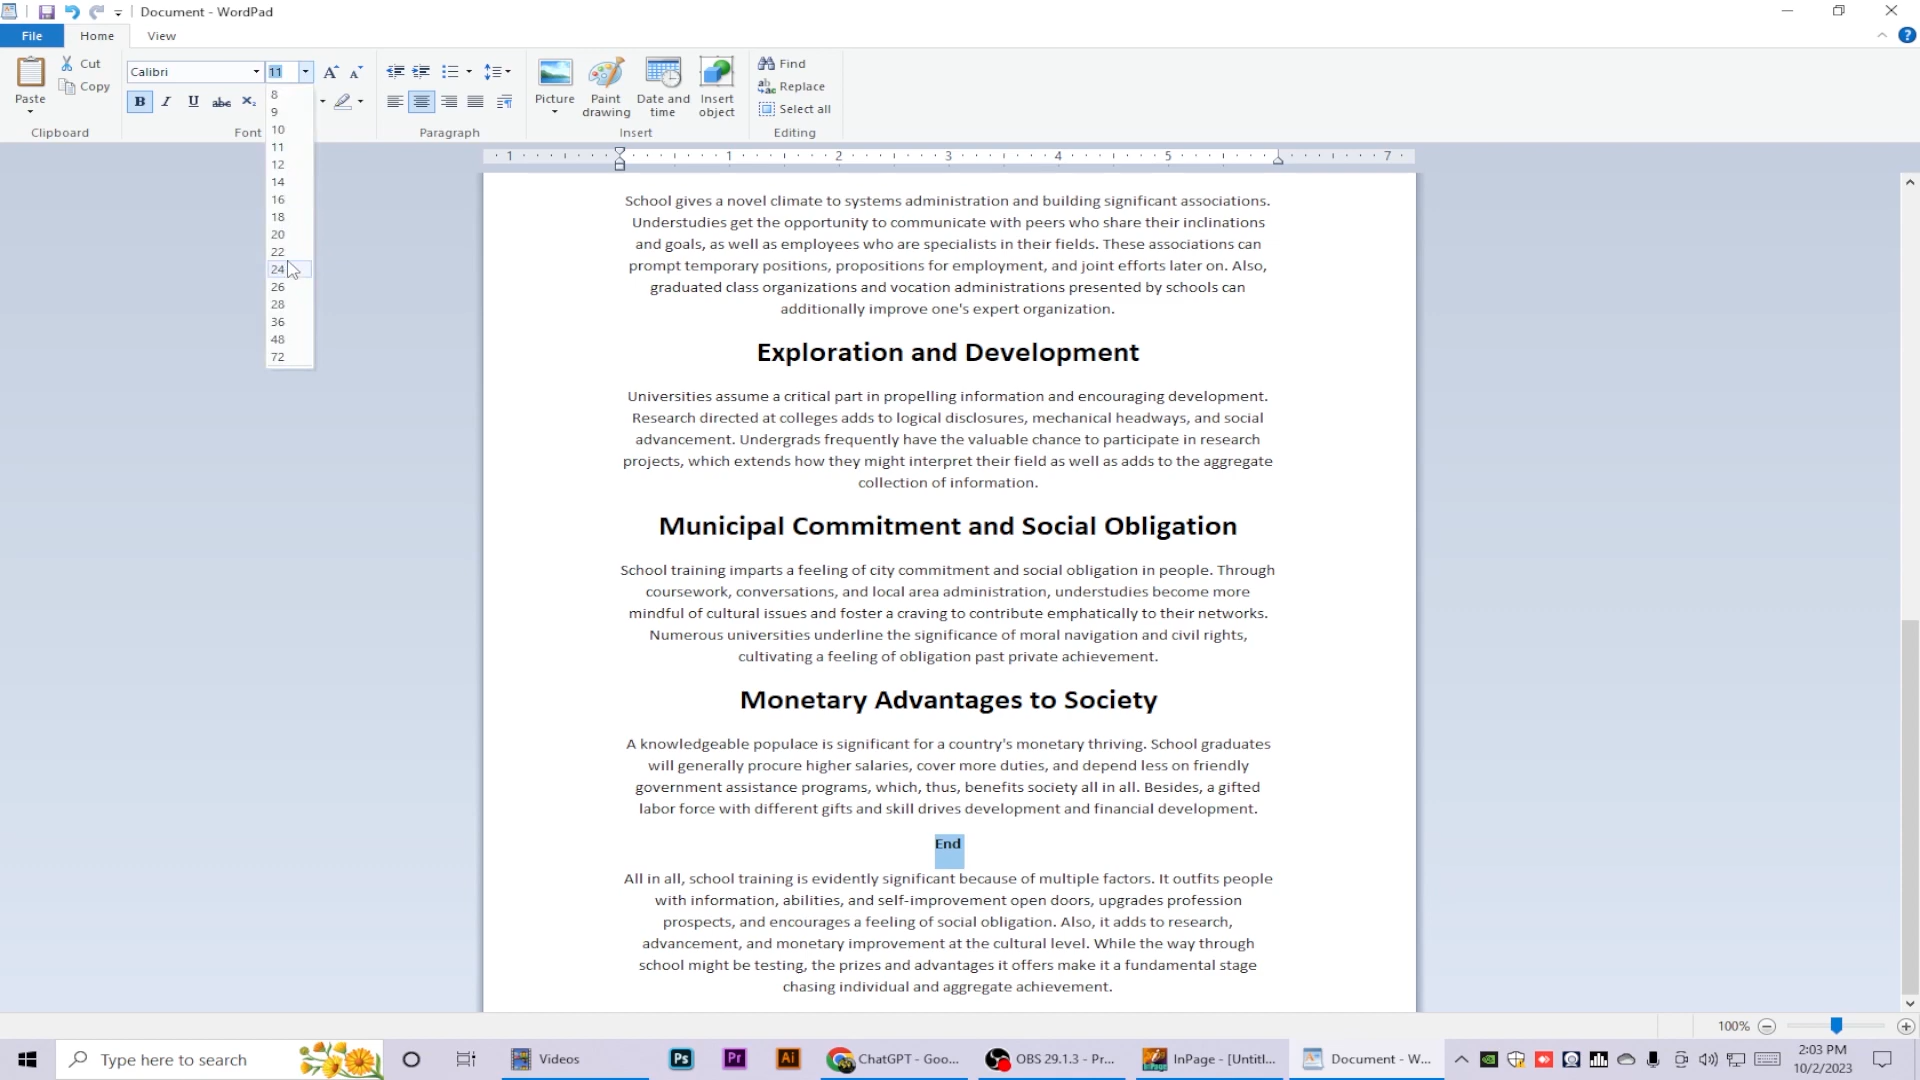 Document - WordPad
File Home View
Paste
Cut
Copy
Clipboard
Calibri 11
B I U abc X₂
Font
8
9
10
11
12
14
16
18
20
22
24
26
28
36
48
72
Paragraph
Picture
Paint drawing
Date and time
Insert object
Insert
Find
Replace
Select all
Editing
1 1 2 3 4 5 7
School gives a novel climate to systems administration and building significant associations.
Understudies get the opportunity to communicate with peers who share their inclinations
and goals, as well as employees who are specialists in their fields. These associations can
prompt temporary positions, propositions for employment, and joint efforts later on. Also,
graduated class organizations and vocation administrations presented by schools can
additionally improve one's expert organization.
Exploration and Development
Universities assume a critical part in propelling information and encouraging development.
Research directed at colleges adds to logical disclosures, mechanical headways, and social
advancement. Undergrads frequently have the valuable chance to participate in research
projects, which extends how they might interpret their field as well as adds to the aggregate
collection of information.
Municipal Commitment and Social Obligation
School training imparts a feeling of city commitment and social obligation in people. Through
coursework, conversations, and local area administration, understudies become more
mindful of cultural issues and foster a craving to contribute emphatically to their networks.
Numerous universities underline the significance of moral navigation and civil rights,
cultivating a feeling of obligation past private achievement.
Monetary Advantages to Society
A knowledgeable populace is significant for a country's monetary thriving. School graduates
will generally procure higher salaries, cover more duties, and depend less on friendly
government assistance programs, which, thus, benefits society all in all. Besides, a gifted
labor force with different gifts and skill drives development and financial development.
End
All in all, school training is evidently significant because of multiple factors. It outfits people
with information, abilities, and self-improvement open doors, upgrades profession
prospects, and encourages a feeling of social obligation. Also, it adds to research,
advancement, and monetary improvement at the cultural level. While the way through
school might be testing, the prizes and advantages it offers make it a fundamental stage
chasing individual and aggregate achievement.
100%
Type here to search
Videos
Ps
Pr
Ai
ChatGPT - Goo...
OBS 29.1.3 - Pr...
InPage - [Untitl...
Document - W...
2:03 PM
10/2/2023